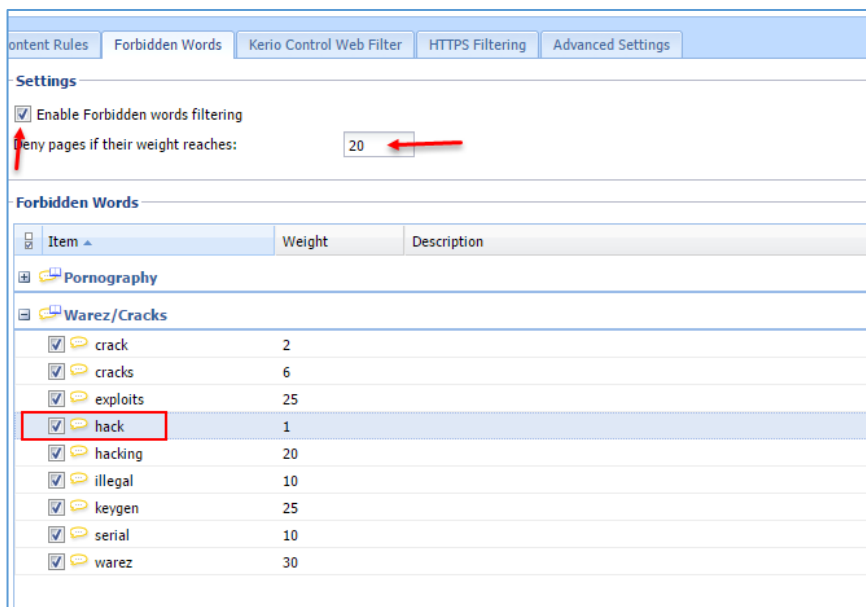 ontent Rules Forbidden Words Kerio Control Web Filter HTTPS Filtering Advanced Settings
Settings
Enable Forbidden words filtering
Deny pages if their weight reaches: 20
Forbidden Words
Item Weight Description
Pornography
Warez/Cracks
crack 2
cracks 6
exploits 25
hack 1
hacking 20
illegal 10
keygen 25
serial 10
warez 30